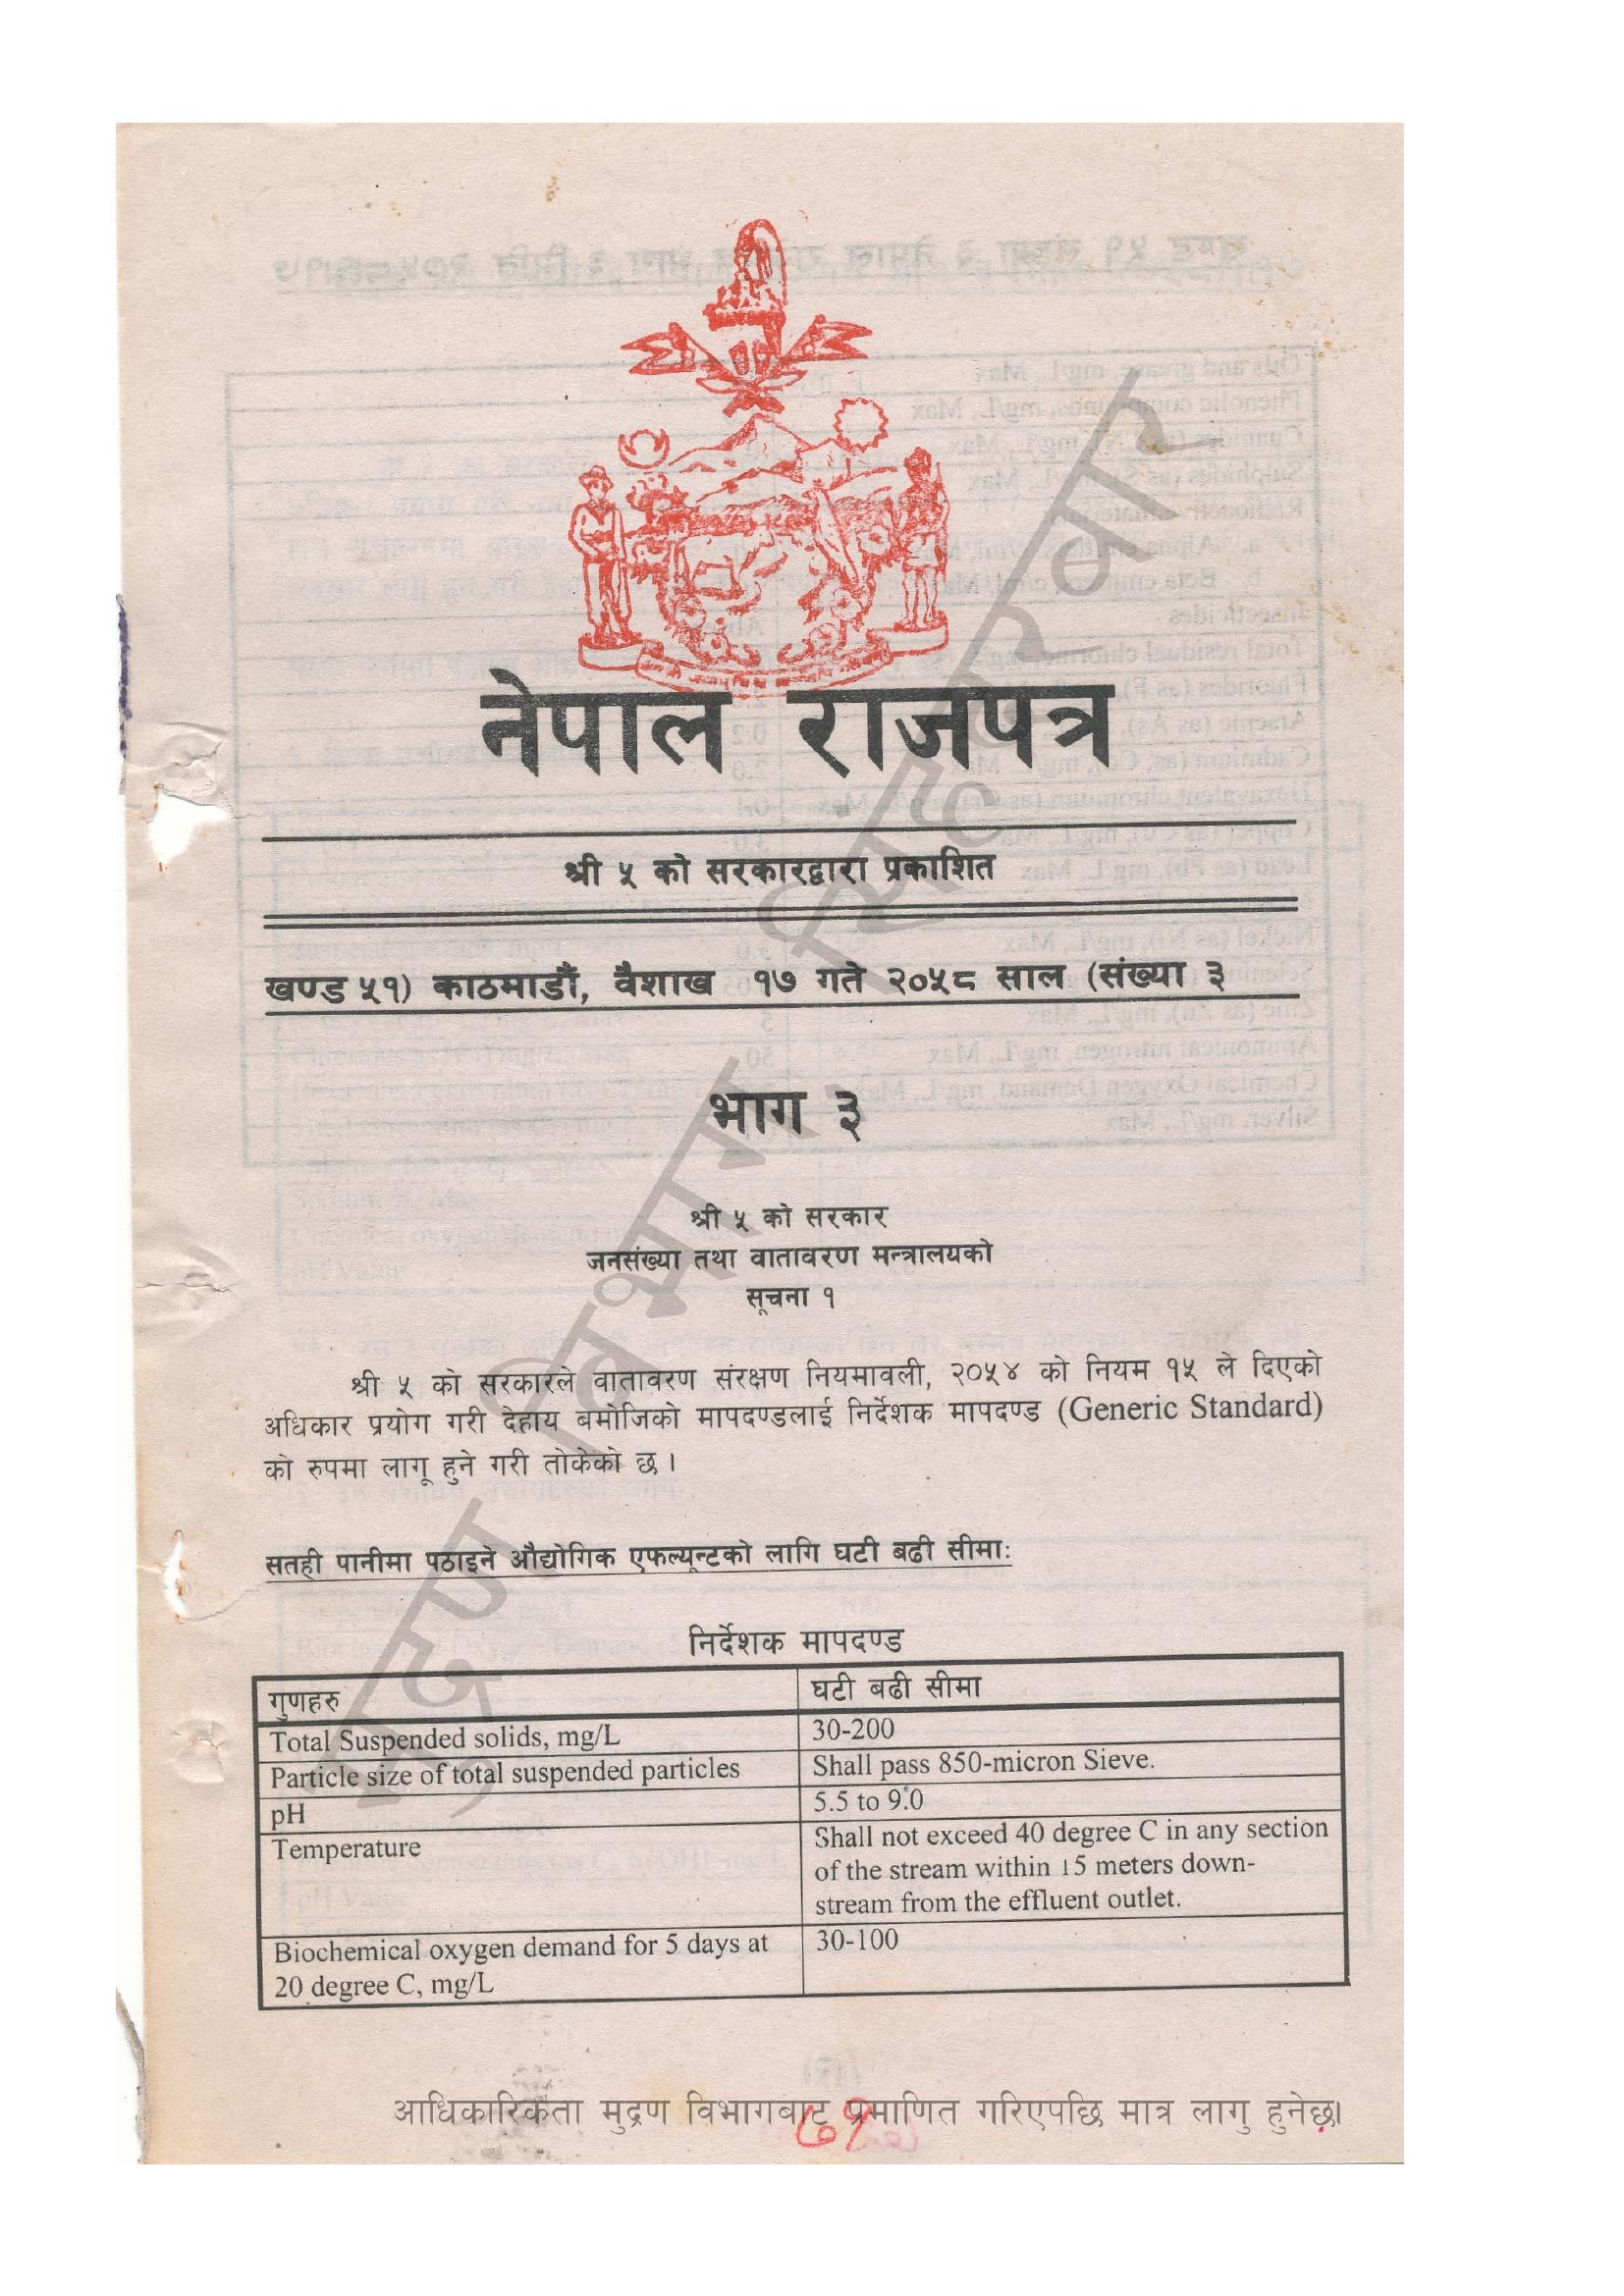 नेपाल राजपत्र
श्री ५ को सरकारद्वारा प्रकाशित
खण्ड ५१) काठमाडौं, वैशाख १७ गते २०५८ साल (संख्या ३
भाग ३
श्री ५ को सरकार
जनसंख्या तथा वातावरण मन्त्रालयको
सूचना १
श्री ५ को सरकारले वातावरण संरक्षण नियमावली, २०५४ को नियम १५ ले दिएको
अधिकार प्रयोग गरी देहाय बमोजिको मापदण्डलाई निर्देशक मापदण्ड (Generic Standard)
को रुपमा लागू हुने गरी तोकेको छ ।
सतही पानीमा पठाइने औद्योगिक एफल्यून्टको लागि घटी बढी सीमाः
निर्देशक मापदण्ड
गुणहरु घटी बढी सीमा
Total Suspended solids, mg/L 30-200
Particle size of total suspended particles Shall pass 850-micron Sieve.
pH 5.5 to 9.0
Temperature Shall not exceed 40 degree C in any section
of the stream within 15 meters down-
stream from the effluent outlet.
Biochemical oxygen demand for 5 days at 30-100
20 degree C, mg/L
मुद्रण विभाग, सिंहदरबार
आधिकारिकता मुद्रण विभागबाट प्रमाणित गरिएपछि मात्र लागु हुनेछ।
७१